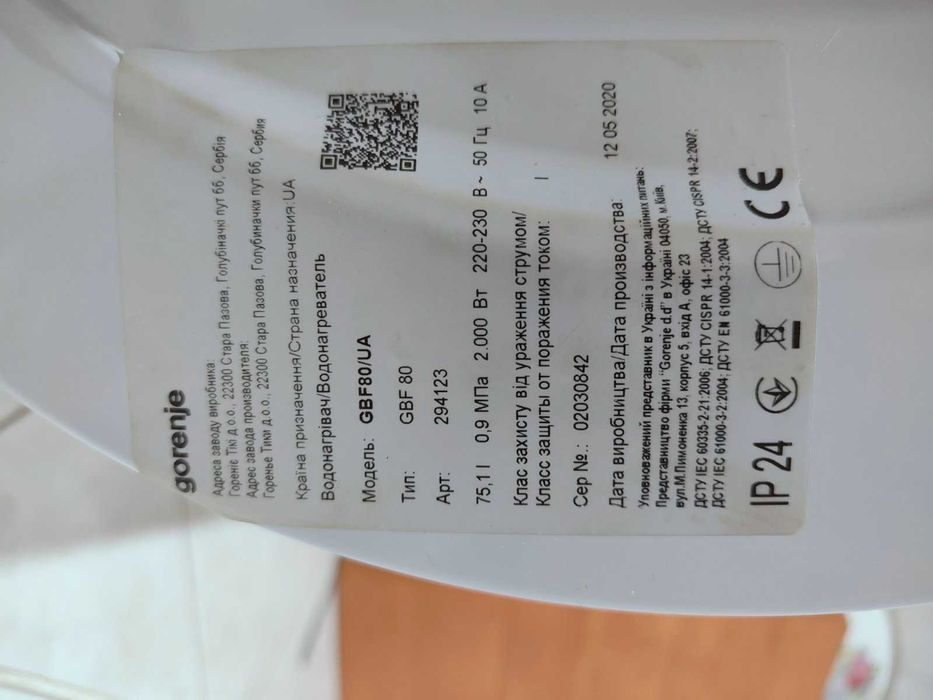 gorenje
Адреса заводу виробника:
Гореніє Тікі д.о.о., 22300 Стара Пазова, Голубіначкі пут бб, Сербія
Адрес завода производителя:
Горенье Тики д.о.о., 22300 Стара Пазова, Голубиначки пут бб, Сербия
Країна призначення/Страна назначения:UA
Водонагрівач/Водонагреватель
Модель: GBF80/UA
Тип: GBF 80
Арт: 294123
75,1 l 0,9 МПа 2.000 Вт 220-230 В ~ 50 Гц 10 А
Клас захисту від ураження струмом/
Класс защиты от поражения током: I
Сер №.: 02030842
Дата виробництва/Дата производства: 12 05 2020
Уповноважений представник в Україні з інформаційних питань:
Представництво фірми "Gorenje d.d" в Україні 04050, м.Київ,
вул.М.Пимоненка 13, корпус 5, вхід А, офіс 23
ДСТУ IEC 60335-2-21:2006; ДСТУ CISPR 14-1:2004; ДСТУ CISPR 14-2:2007;
ДСТУ IEC 61000-3-2:2004; ДСТУ EN 61000-3-3:2004
IP 24 CE